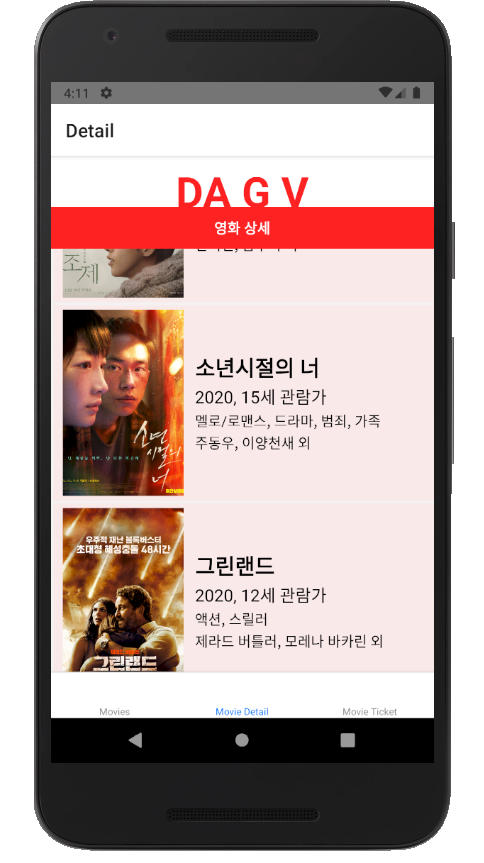 4:11
Detail
DA G V
영화 상세
조제
소년시절의 너
2020, 15세 관람가
멜로/로맨스, 드라마, 범죄, 가족
주동우, 이양천새 외
소년
시절의
너
그린랜드
2020, 12세 관람가
액션, 스릴러
제라드 버틀러, 모레나 바카린 외
우주적 재난 블록버스터
초대형 혜성충돌 48시간
그린랜드
Movies
Movie Detail
Movie Ticket